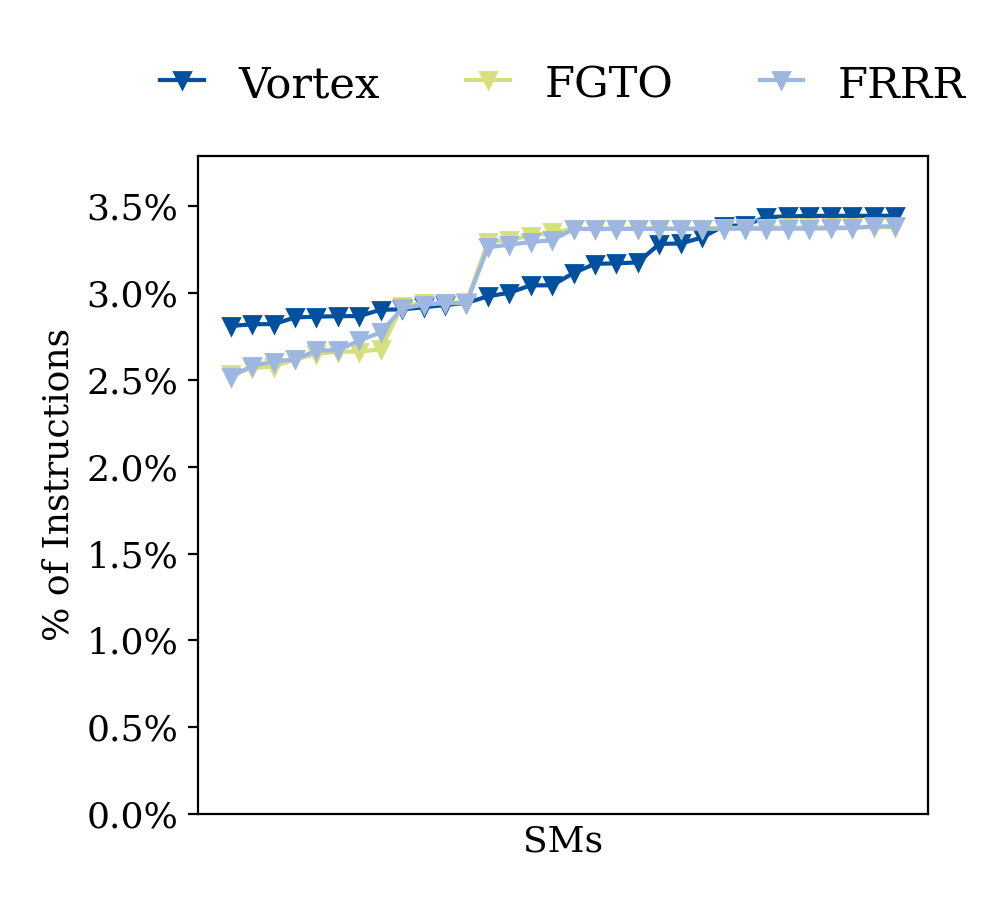 Vortex FGTO FRRR
3.5%
3.0%
2.5%
2.0%
1.5%
1.0%
0.5%
0.0%
% of Instructions
SMs